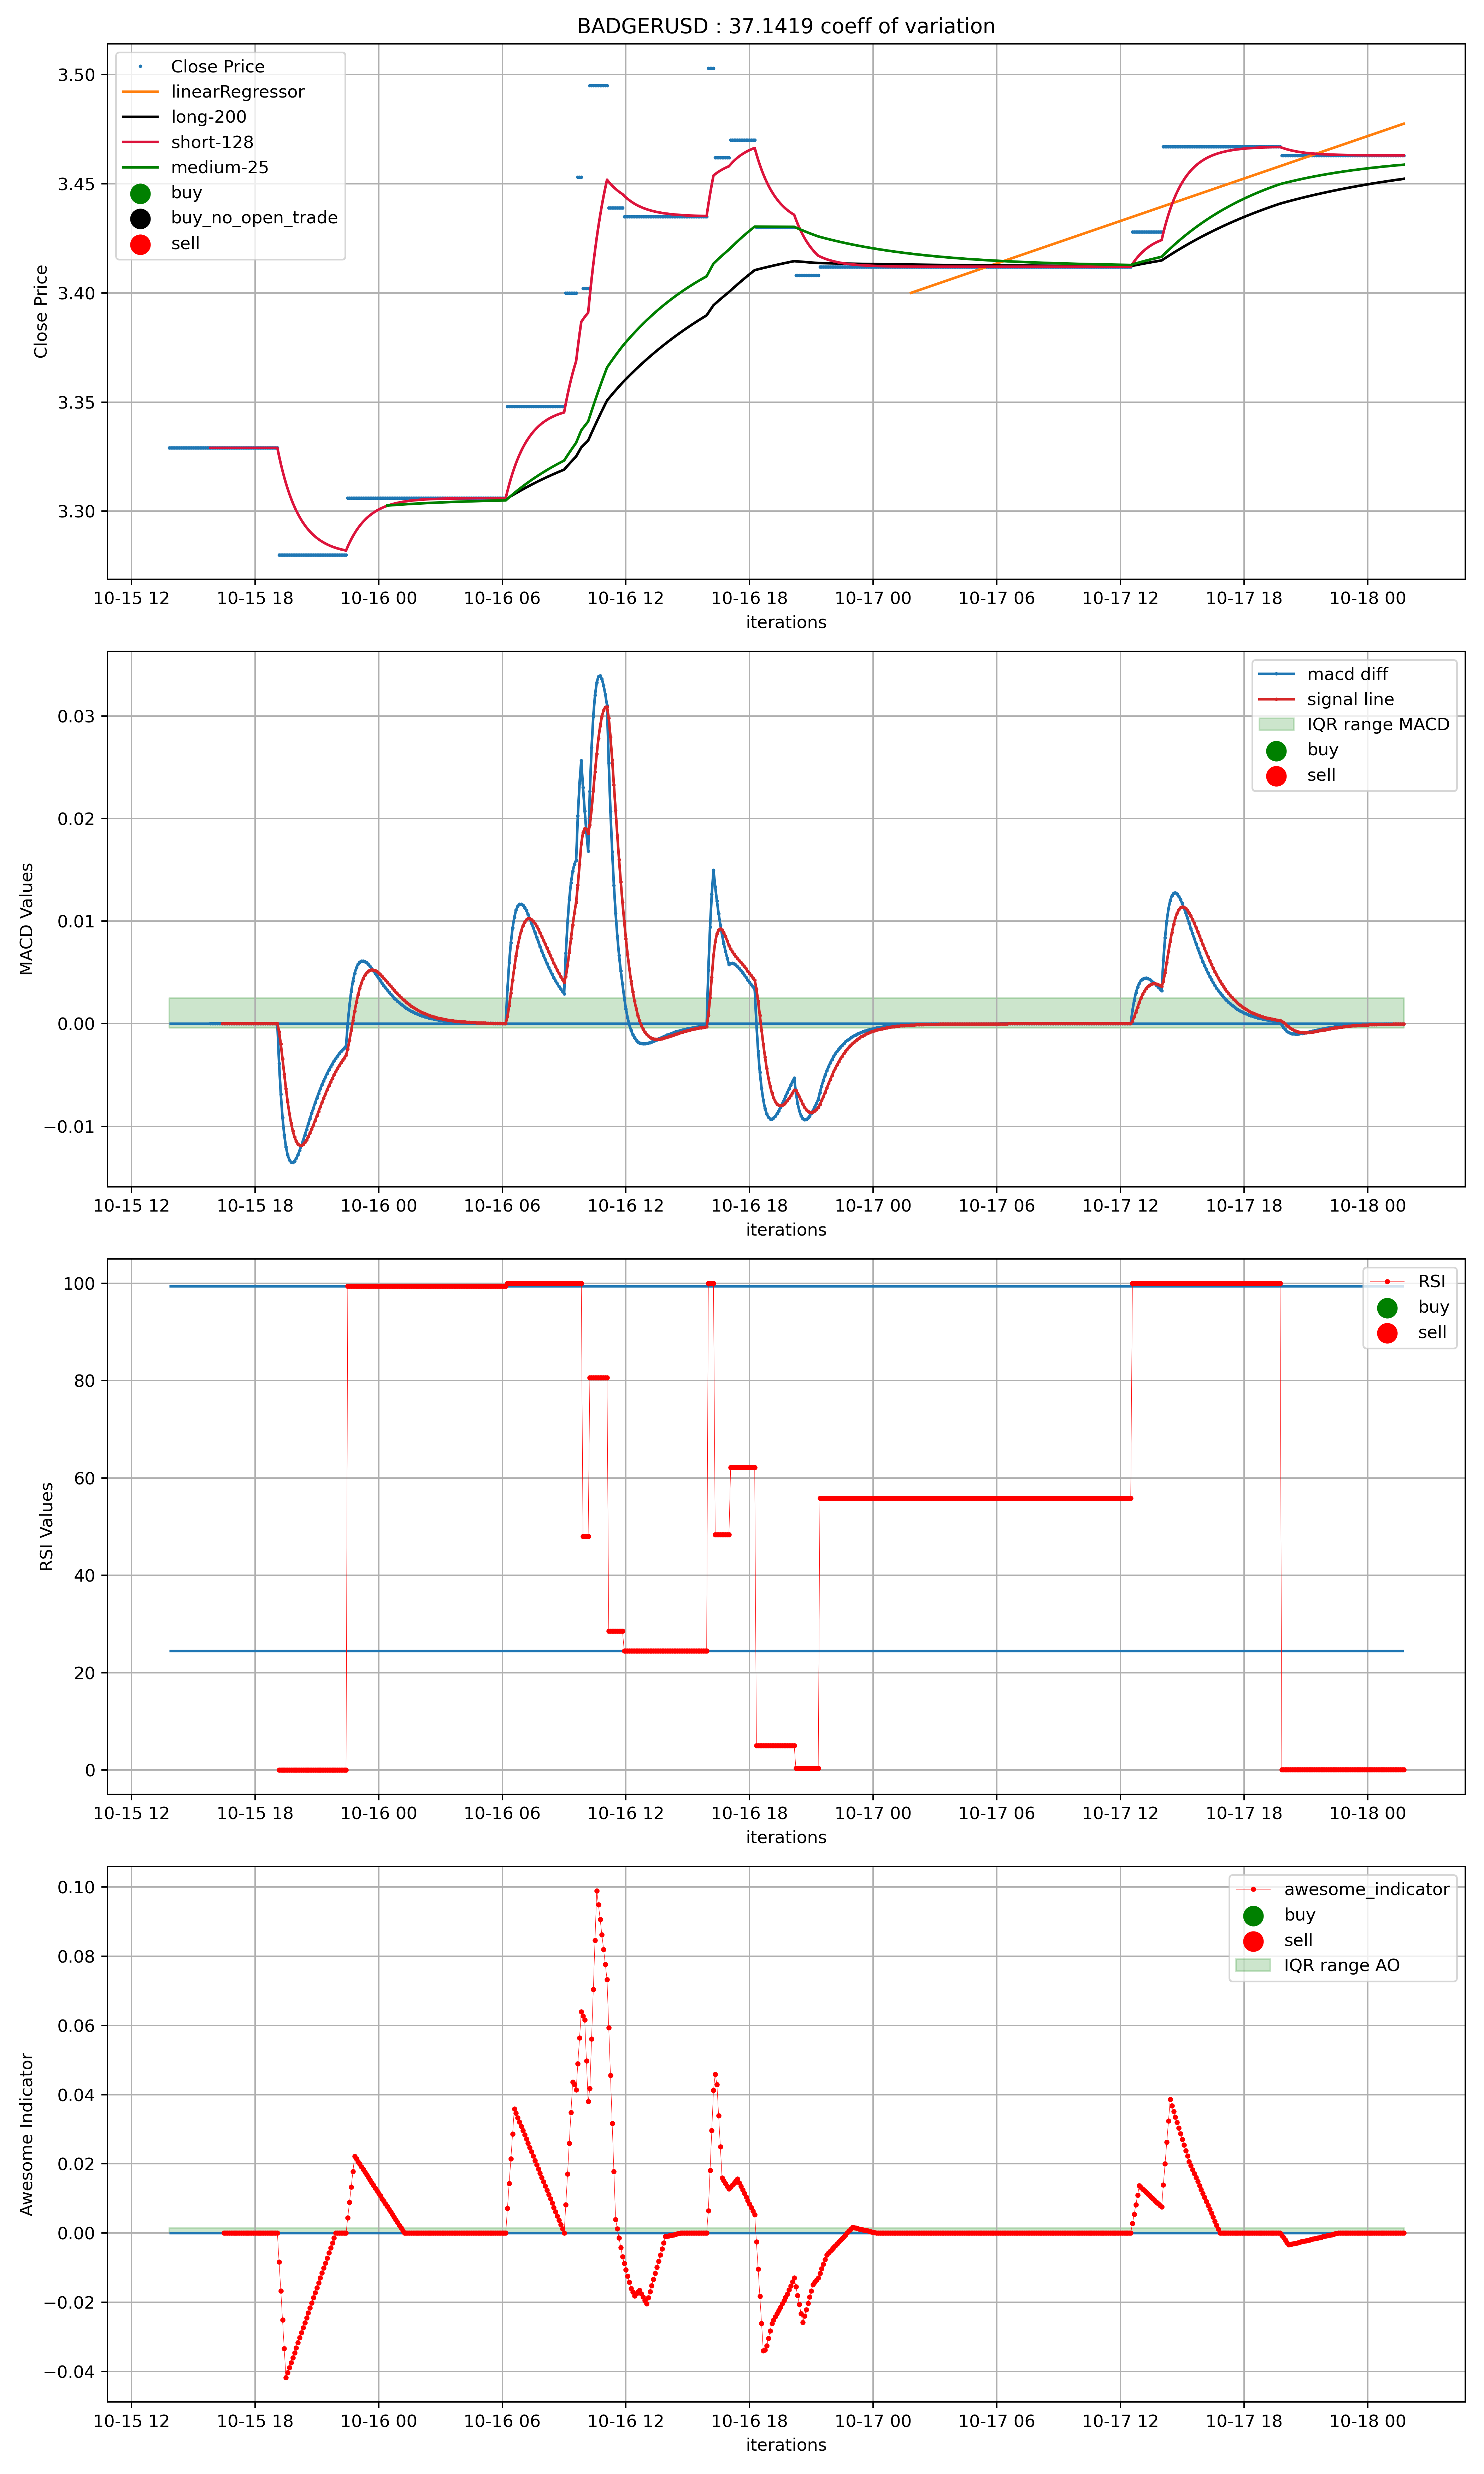 BADGERUSD : 37.1419 coeff of variation
Close Price
linearRegressor
long-200
short-128
medium-25
buy
buy_no_open_trade
sell
3.50
3.45
3.40
3.35
3.30
Close Price
10-15 12 10-15 18 10-16 00 10-16 06 10-16 12 10-16 18 10-17 00 10-17 06 10-17 12 10-17 18 10-18 00
iterations
macd diff
signal line
IQR range MACD
buy
sell
0.03
0.02
0.01
0.00
−0.01
MACD Values
10-15 12 10-15 18 10-16 00 10-16 06 10-16 12 10-16 18 10-17 00 10-17 06 10-17 12 10-17 18 10-18 00
iterations
RSI
buy
sell
100
80
60
40
20
0
RSI Values
10-15 12 10-15 18 10-16 00 10-16 06 10-16 12 10-16 18 10-17 00 10-17 06 10-17 12 10-17 18 10-18 00
iterations
awesome_indicator
buy
sell
IQR range AO
0.10
0.08
0.06
0.04
0.02
0.00
−0.02
−0.04
Awesome Indicator
10-15 12 10-15 18 10-16 00 10-16 06 10-16 12 10-16 18 10-17 00 10-17 06 10-17 12 10-17 18 10-18 00
iterations